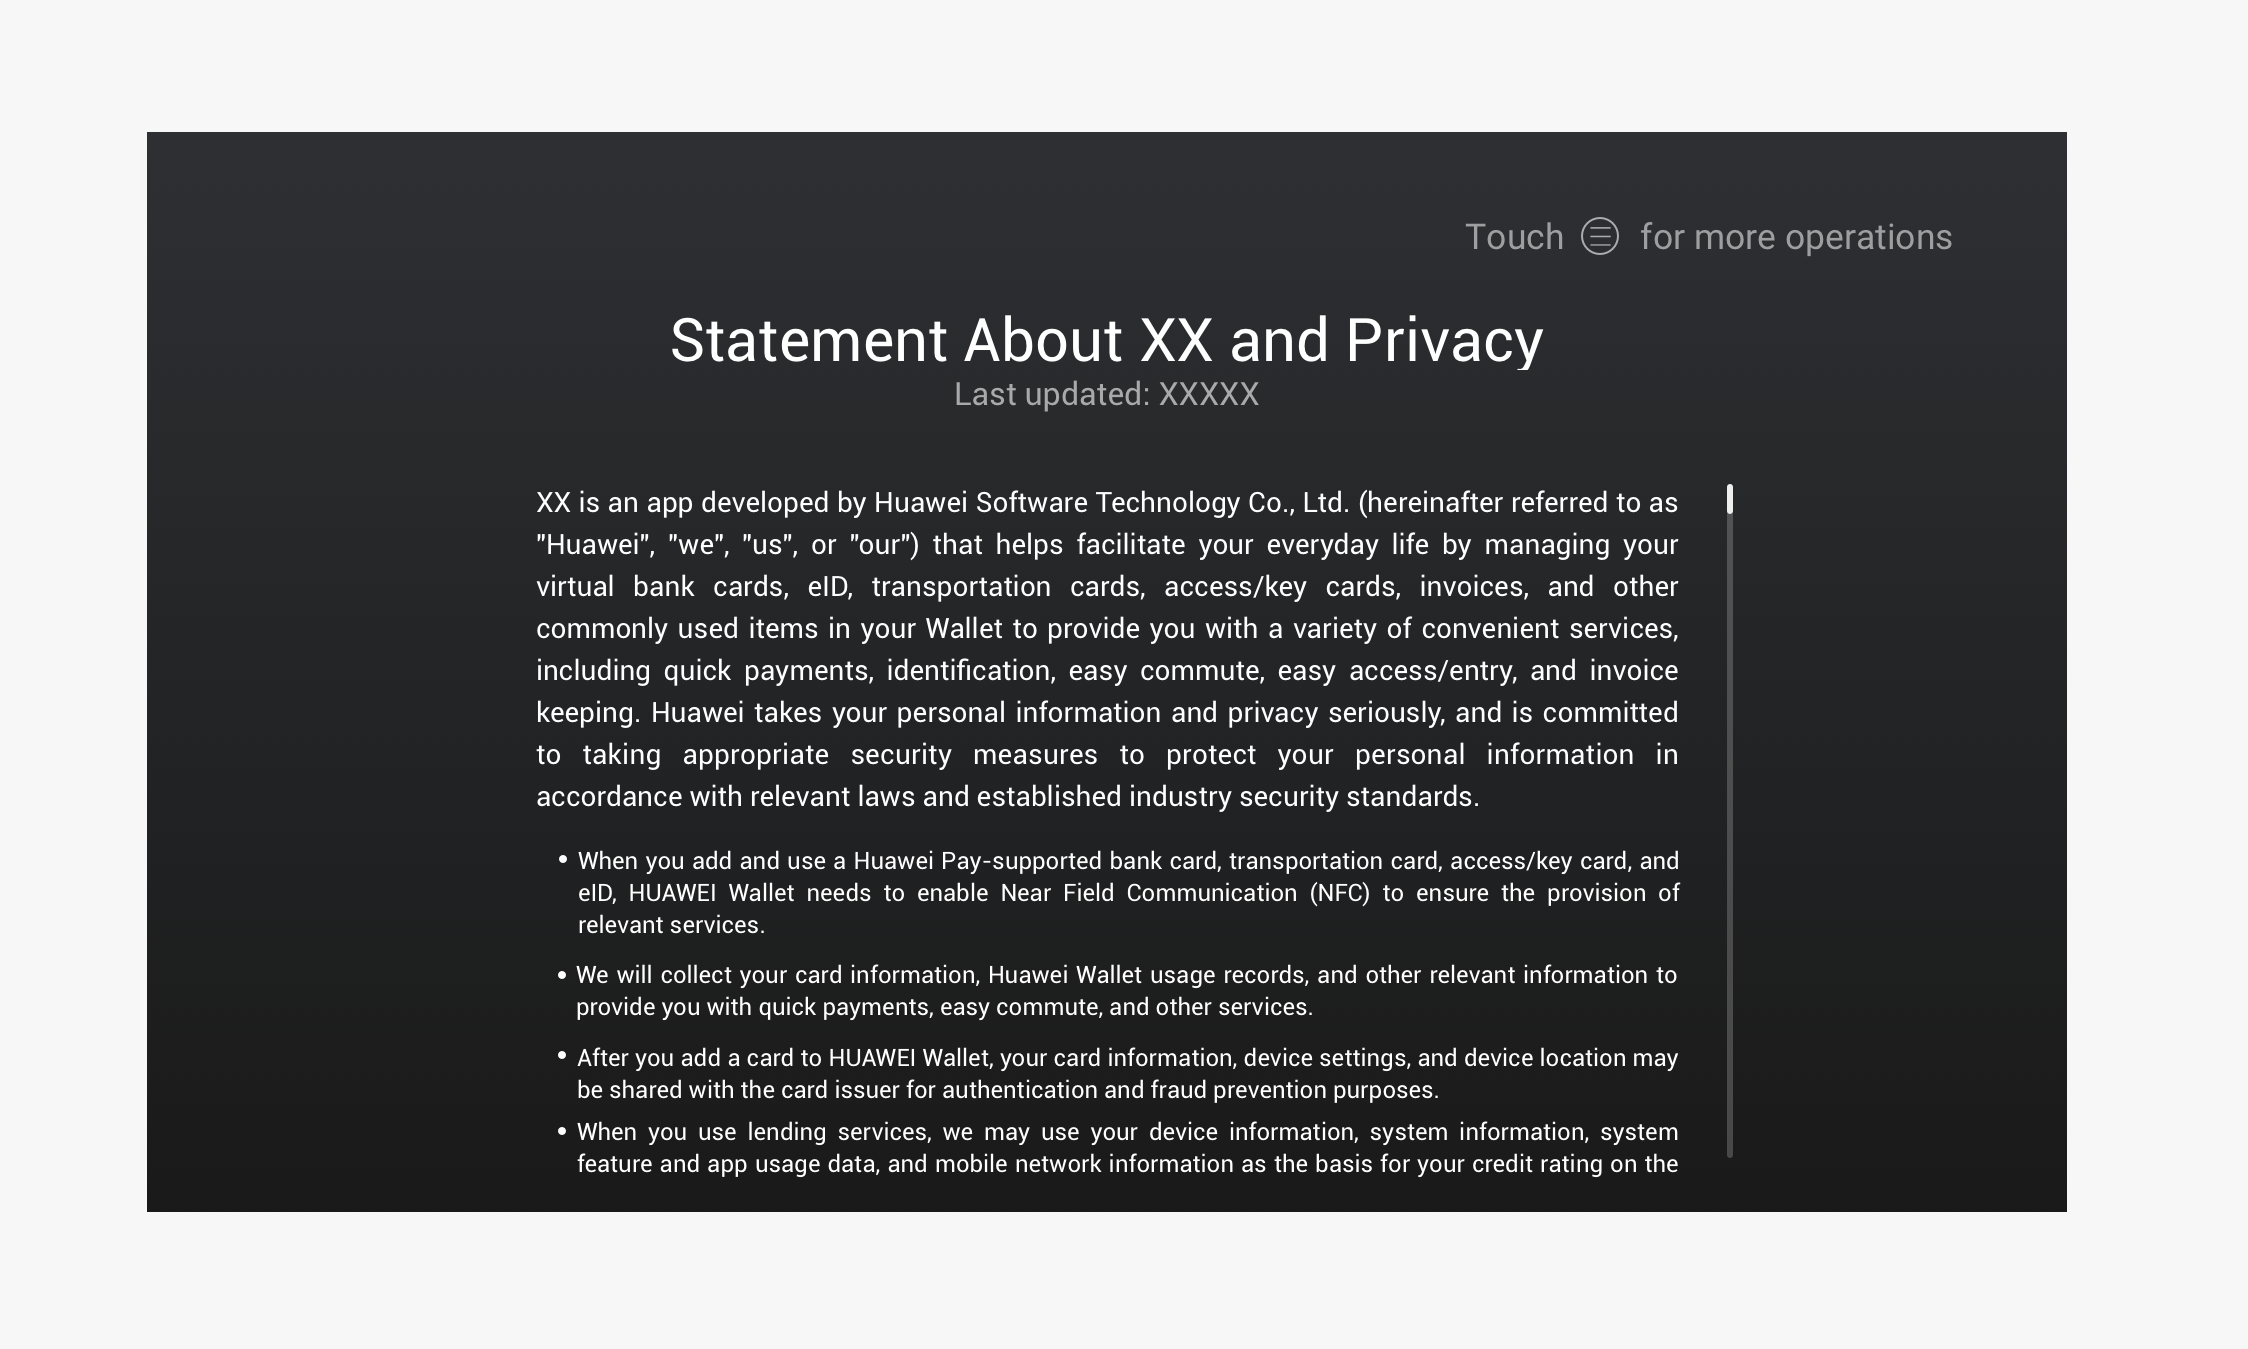 Touch for more operations
Statement About XX and Privacy
Last updated: XXXXX
XX is an app developed by Huawei Software Technology Co., Ltd. (hereinafter referred to as
"Huawei", "we", "us", or "our") that helps facilitate your everyday life by managing your
virtual bank cards, eID, transportation cards, access/key cards, invoices, and other
commonly used items in your Wallet to provide you with a variety of convenient services,
including quick payments, identification, easy commute, easy access/entry, and invoice
keeping. Huawei takes your personal information and privacy seriously, and is committed
to taking appropriate security measures to protect your personal information in
accordance with relevant laws and established industry security standards.
• When you add and use a Huawei Pay-supported bank card, transportation card, access/key card, and
eID, HUAWEI Wallet needs to enable Near Field Communication (NFC) to ensure the provision of
relevant services.
• We will collect your card information, Huawei Wallet usage records, and other relevant information to
provide you with quick payments, easy commute, and other services.
• After you add a card to HUAWEI Wallet, your card information, device settings, and device location may
be shared with the card issuer for authentication and fraud prevention purposes.
• When you use lending services, we may use your device information, system information, system
feature and app usage data, and mobile network information as the basis for your credit rating on the